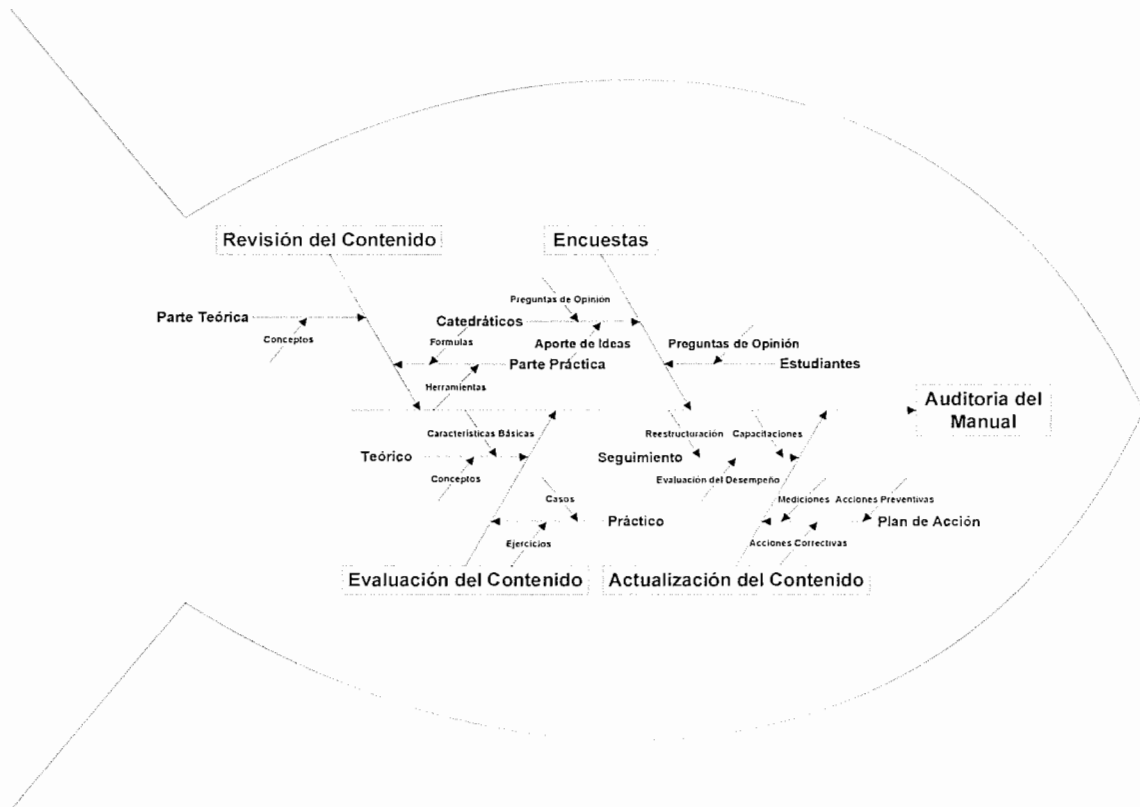 Revisión del Contenido
Encuestas
Preguntas de Opinión
Parte Teórica
Catedráticos
Conceptos
Formulas
Aporte de Ideas
Preguntas de Opinión
Parte Práctica
Estudiantes
Herramientas
Auditoria del
Manual
Características Básicas
Reestructuración
Capacitaciones
Teórico
Seguimiento
Conceptos
Evaluación del Desempeño
Casos
Mediciones
Acciones Preventivas
Práctico
Plan de Acción
Ejercicios
Acciones Correctivas
Evaluación del Contenido
Actualización del Contenido